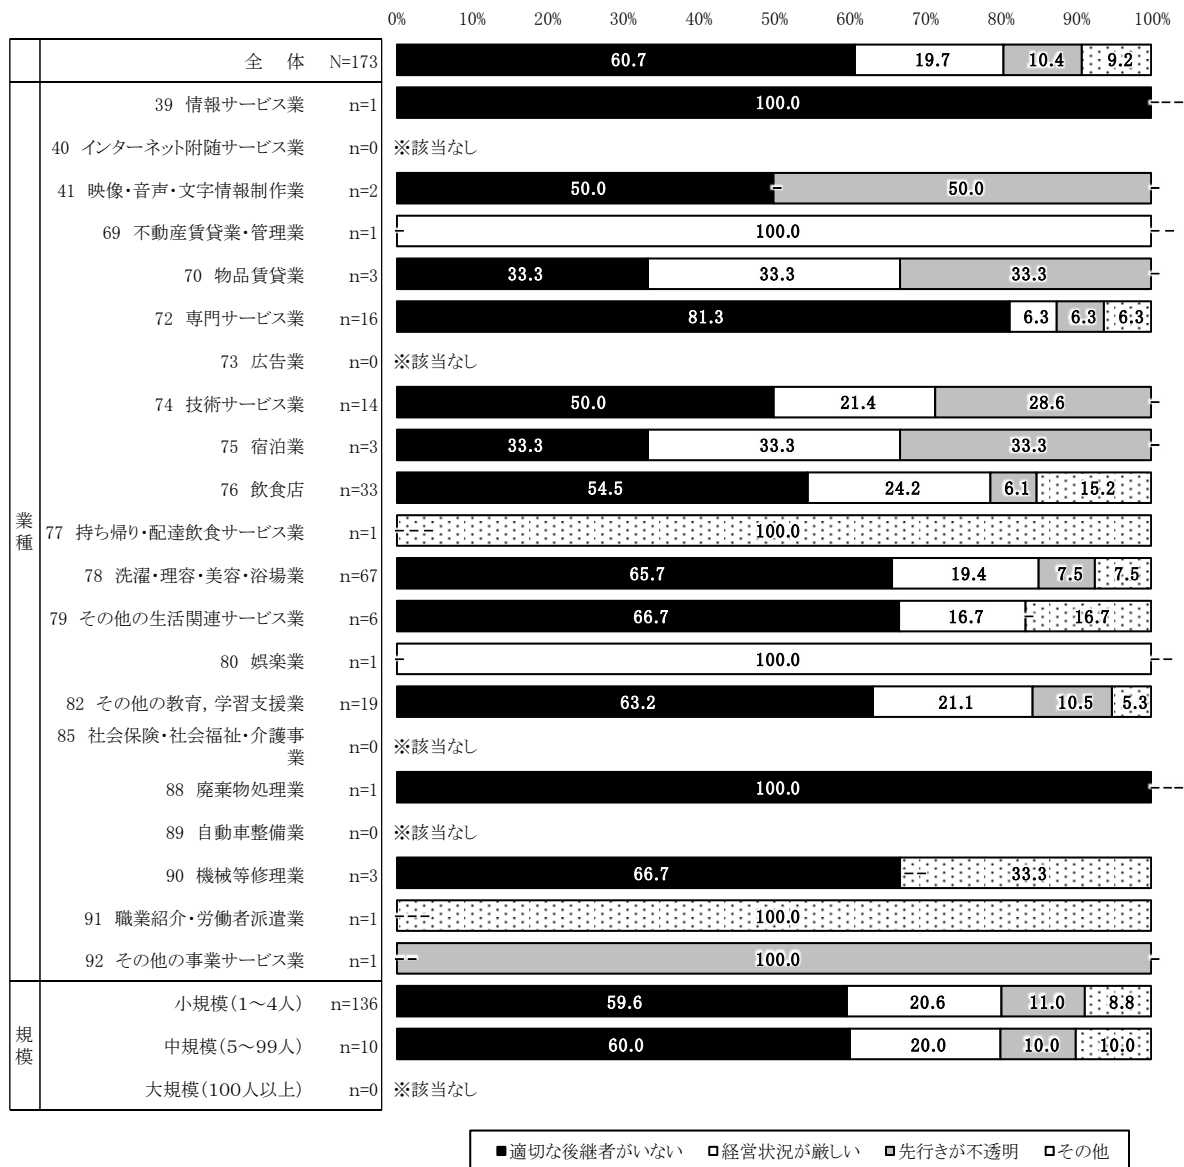 0% 10% 20% 30% 40% 50% 60% 70% 80% 90% 100%
全 体 N=173 60.7 19.7 10.4 9.2
業種
39 情報サービス業 n=1 100.0
40 インターネット附随サービス業 n=0 ※該当なし
41 映像・音声・文字情報制作業 n=2 50.0 50.0
69 不動産賃貸業・管理業 n=1 100.0
70 物品賃貸業 n=3 33.3 33.3 33.3
72 専門サービス業 n=16 81.3 6.3 6.3 6.3
73 広告業 n=0 ※該当なし
74 技術サービス業 n=14 50.0 21.4 28.6
75 宿泊業 n=3 33.3 33.3 33.3
76 飲食店 n=33 54.5 24.2 6.1 15.2
77 持ち帰り・配達飲食サービス業 n=1 100.0
78 洗濯・理容・美容・浴場業 n=67 65.7 19.4 7.5 7.5
79 その他の生活関連サービス業 n=6 66.7 16.7 16.7
80 娯楽業 n=1 100.0
82 その他の教育，学習支援業 n=19 63.2 21.1 10.5 5.3
85 社会保険・社会福祉・介護事
業 n=0 ※該当なし
88 廃棄物処理業 n=1 100.0
89 自動車整備業 n=0 ※該当なし
90 機械等修理業 n=3 66.7 33.3
91 職業紹介・労働者派遣業 n=1 100.0
92 その他の事業サービス業 n=1 100.0
規模
小規模（1～4人） n=136 59.6 20.6 11.0 8.8
中規模（5～99人） n=10 60.0 20.0 10.0 10.0
大規模（100人以上） n=0 ※該当なし
■適切な後継者がいない □経営状況が厳しい ■先行きが不透明 □その他